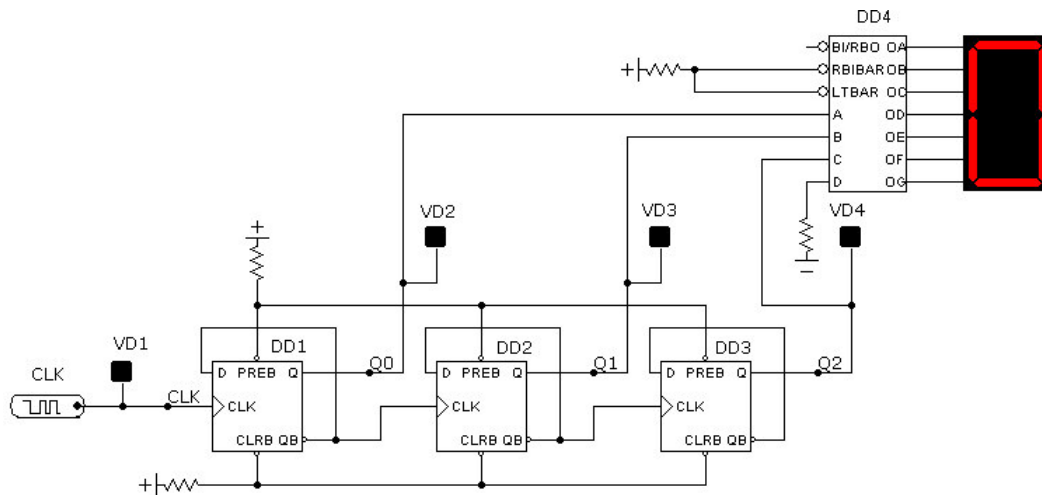 DD4
BI/RBO OA
RBIBAR OB
LTBAR OC
A OD
B OE
C OF
D OG
+
VD2
VD3
VD4
+
VD1
DD1
DD2
DD3
CLK
D PREB Q
Q0
D PREB Q
Q1
D PREB Q
Q2
CLK
CLK
CLK
CLK
CLRB QB
CLRB QB
CLRB QB
+